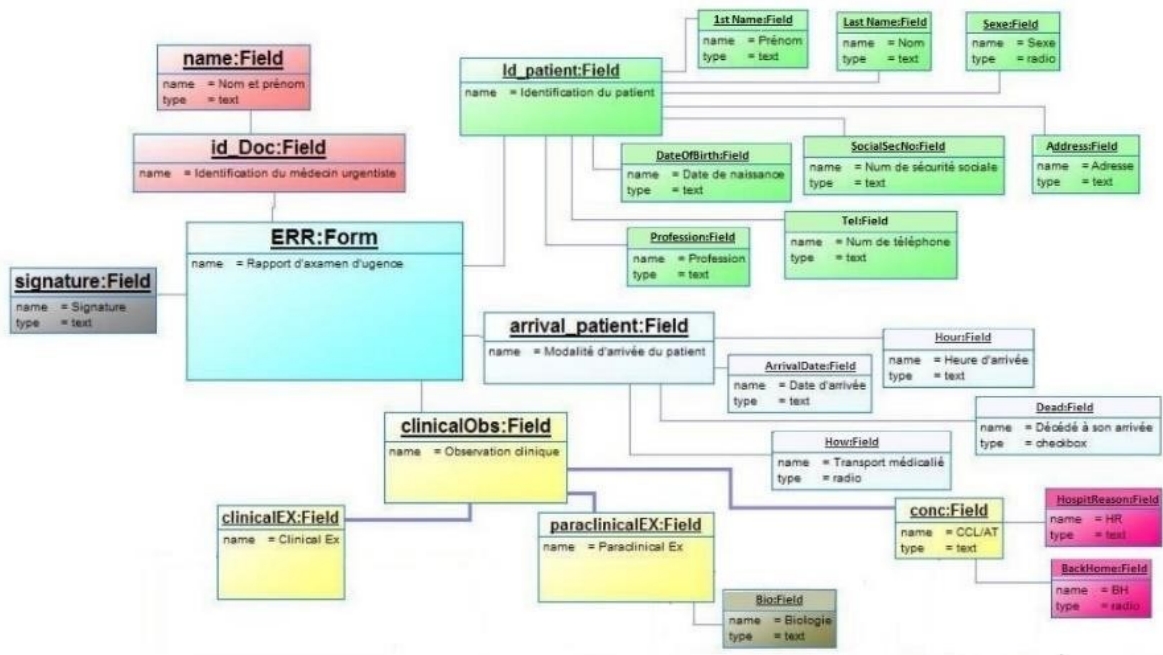 1st Name:Field
name = Prénom
type = text
Last Name:Field
name = Nom
type = text
Sexe:Field
name = Sexe
type = radio
name:Field
name = Nom et prénom
type = text
Id_patient:Field
name = Identification du patient
id_Doc:Field
name = Identification du médecin urgentiste
DateOfBirth:Field
name = Date de naissance
type = text
SocialSecNo:Field
name = Num de sécurité sociale
type = text
Address:Field
name = Adresse
type = text
ERR:Form
name = Rapport d'axamen d'ugence
Profession:Field
name = Profession
type = text
Tel:Field
name = Num de téléphone
type = text
signature:Field
name = Signature
type = text
arrival_patient:Field
name = Modalité d'arrivée du patient
Hour:Field
name = Heure d'arrivée
type = text
ArrivalDate:Field
name = Date d'arrivée
type = text
Dead:Field
name = Décédé à son arrivée
type = checkbox
How:Field
name = Transport médicalié
type = radio
clinicalObs:Field
name = Observation clinique
clinicalEX:Field
name = Clinical Ex
paraclinicalEX:Field
name = Paraclinical Ex
conc:Field
name = CCL/AT
type = text
HospitReason:Field
name = HR
type = text
BackHome:Field
name = BH
type = radio
Bio:Field
name = Biologie
type = text